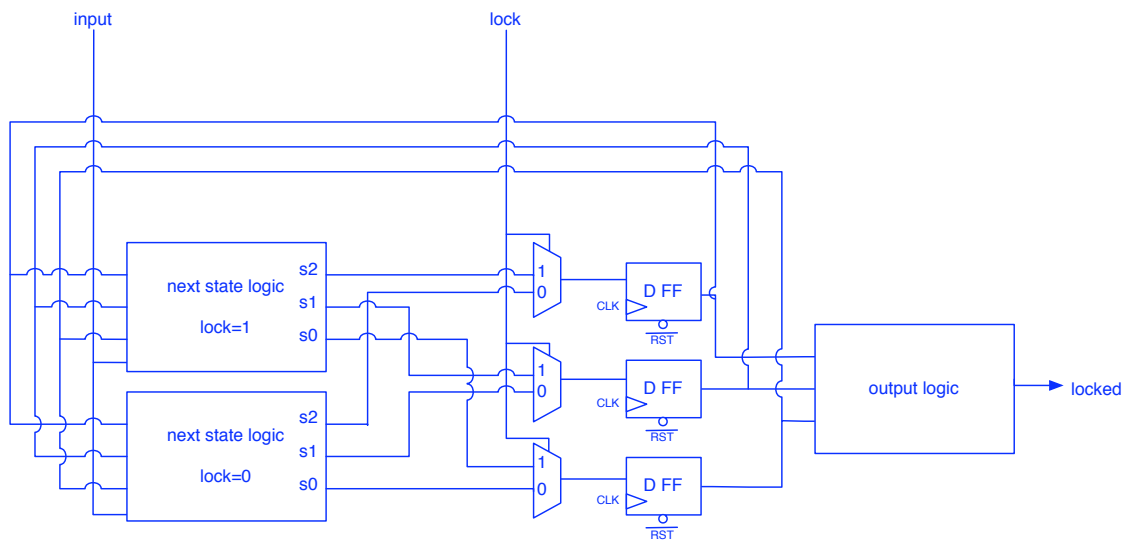 input
lock
next state logic
lock=1
s2
s1
s0
1
0
D FF
CLK
RST
next state logic
lock=0
s2
s1
s0
1
0
D FF
CLK
RST
output logic
locked
1
0
D FF
CLK
RST